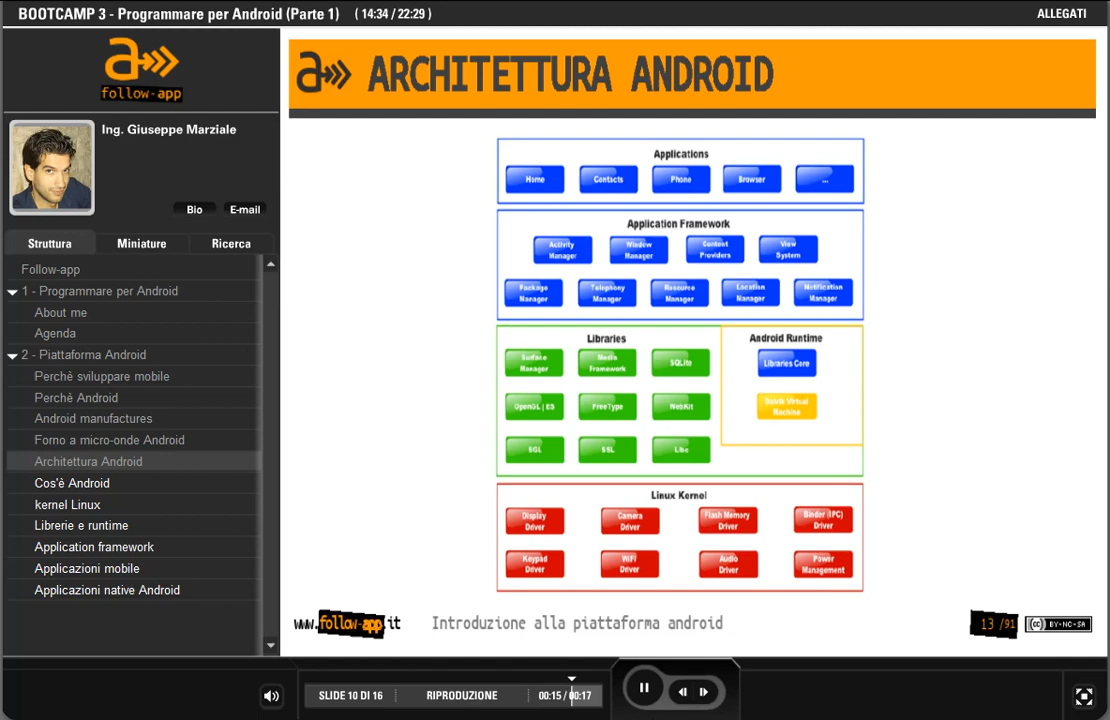 BOOTCAMP 3 - Programmare per Android (Parte 1) ( 14:34 / 22:29 )
ALLEGATI
a
follow-app
Ing. Giuseppe Marziale
Bio
E-mail
Struttura
Miniature
Ricerca
Follow-app
1 - Programmare per Android
About me
Agenda
2 - Piattaforma Android
Perchè sviluppare mobile
Perchè Android
Android manufactures
Forno a micro-onde Android
Architettura Android
Cos'è Android
kernel Linux
Librerie e runtime
Application framework
Applicazioni mobile
Applicazioni native Android
a ARCHITETTURA ANDROID
Applications
Home
Contacts
Phone
Browser
...
Application Framework
Activity
Manager
Window
Manager
Content
Providers
View
System
Package
Manager
Telephony
Manager
Resource
Manager
Location
Manager
Notification
Manager
Libraries
Surface
Manager
Media
Framework
SQLite
OpenGL | ES
FreeType
WebKit
SGL
SSL
Libc
Android Runtime
Libraries Core
Dalvik Virtual
Machine
Linux Kernel
Display
Driver
Camera
Driver
Flash Memory
Driver
Binder (IPC)
Driver
Keypad
Driver
WiFi
Driver
Audio
Driver
Power
Management
www.follow-app.it
Introduzione alla piattaforma android
13 /91
(cc) BY-NC-SA
SLIDE 10 DI 16
RIPRODUZIONE
00:15 / 00:17